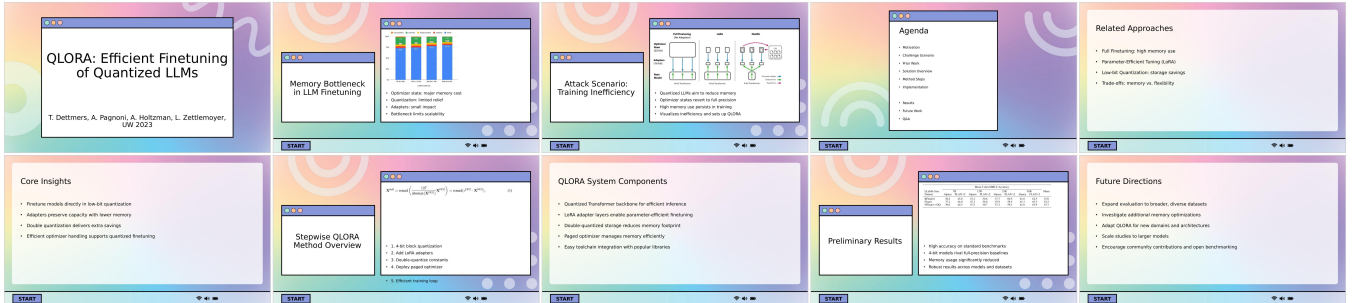 QLORA: Efficient Finetuning
of Quantized LLMs
T. Dettmers, A. Pagnoni, A. Holtzman, L. Zettlemoyer,
UW 2023
Memory Bottleneck
in LLM Finetuning
• Optimizer state: major memory cost
• Quantization: limited relief
• Adapters: small impact
• Bottleneck limits scalability
START
Attack Scenario:
Training Inefficiency
• Quantized LLMs aim to reduce memory
• Optimizer states revert to full precision
• High memory use persists in training
• Visualizes inefficiency and sets up QLORA
START
Agenda
• Motivation
• Challenge Scenario
• Prior Work
• Solution Overview
• Method Steps
• Implementation
• Results
• Future Work
• Q&A
START
Related Approaches
• Full Finetuning: high memory use
• Parameter-Efficient Tuning (LoRA)
• Low-bit Quantization: storage savings
• Trade-offs: memory vs. flexibility
START
Core Insights
• Finetune models directly in low-bit quantization
• Adapters preserve capacity with lower memory
• Double quantization delivers extra savings
• Efficient optimizer handling supports quantized finetuning
START
Stepwise QLORA
Method Overview
• 1. 4-bit block quantization
• 2. Add LoRA adapters
• 3. Double-quantize constants
• 4. Deploy paged optimizer
• 5. Efficient training loop
START
QLORA System Components
• Quantized Transformer backbone for efficient inference
• LoRA adapter layers enable parameter-efficient finetuning
• Double-quantized storage reduces memory footprint
• Paged optimizer manages memory efficiently
• Easy toolchain integration with popular libraries
START
Preliminary Results
• High accuracy on standard benchmarks
• 4-bit models rival full-precision baselines
• Memory usage significantly reduced
• Robust results across models and datasets
START
Future Directions
• Expand evaluation to broader, diverse datasets
• Investigate additional memory optimizations
• Adapt QLORA for new domains and architectures
• Scale studies to larger models
• Encourage community contributions and open benchmarking
START